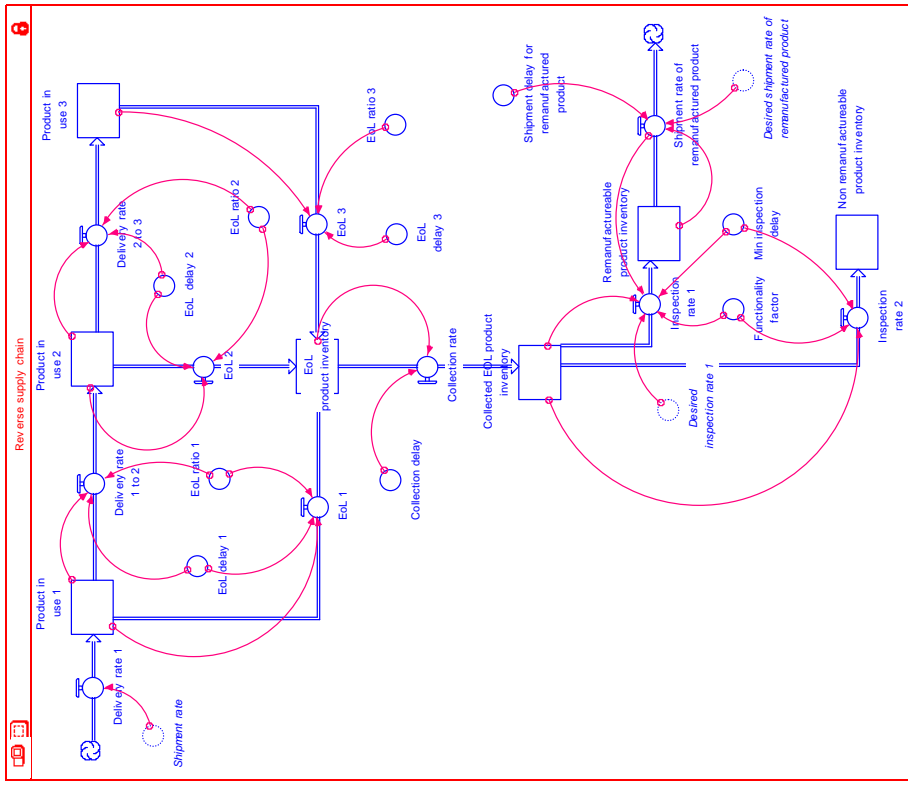 Reverse supply chain
Product in
use 1
Product in
use 2
Product in
use 3
Delivery rate 1
Delivery rate
1 to 2
Delivery rate
2 to 3
Shipment rate
EoL delay 1
EoL ratio 1
EoL delay 2
EoL ratio 2
EoL 1
EoL 2
EoL 3
EoL ratio 3
EoL
delay 3
EoL
product inventory
Collection delay
Collection rate
Collected EOL product
inventory
Desired
inspection rate 1
Inspection
rate 1
Remanufactureable
product inventory
Shipment delay for
remanufactured
product
Shipment rate of
remanufactured product
Desired shipment rate of
remanufactured product
Functionality
factor
Min inspection
delay
Inspection
rate 2
Non remanufactureable
product inventory